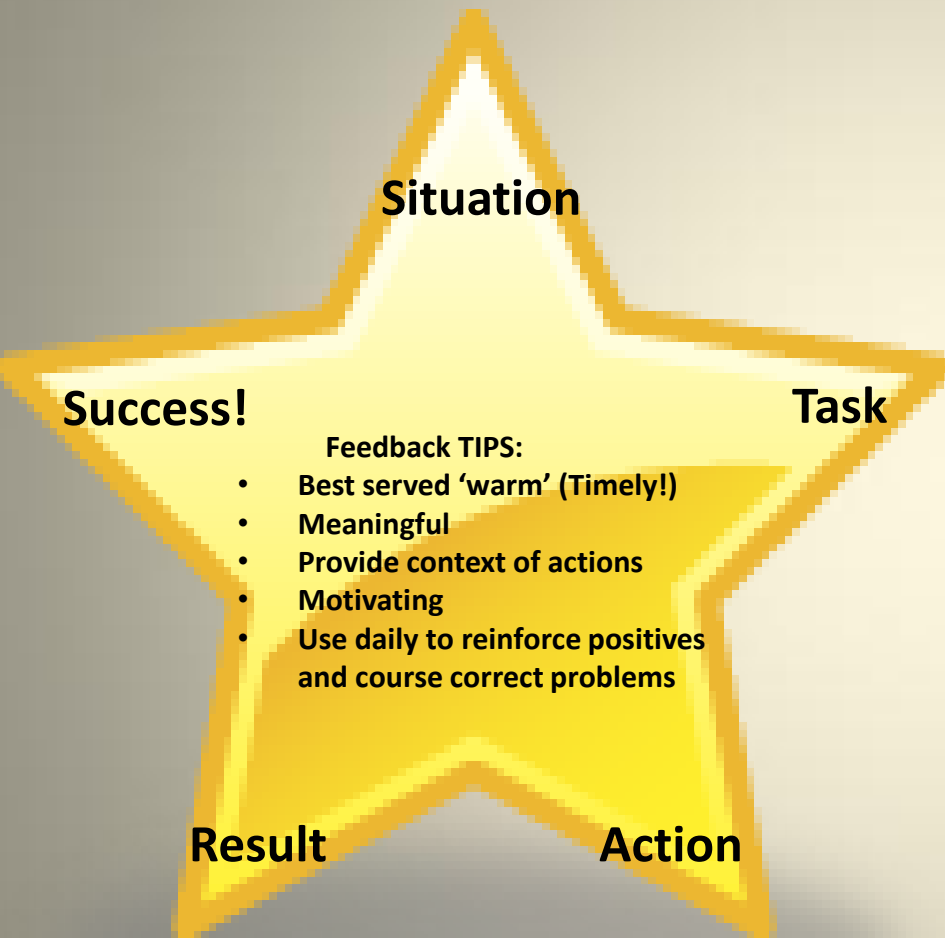 Situation
Success!
Task
Feedback TIPS:
• Best served ‘warm’ (Timely!)
• Meaningful
• Provide context of actions
• Motivating
• Use daily to reinforce positives
and course correct problems
Result
Action